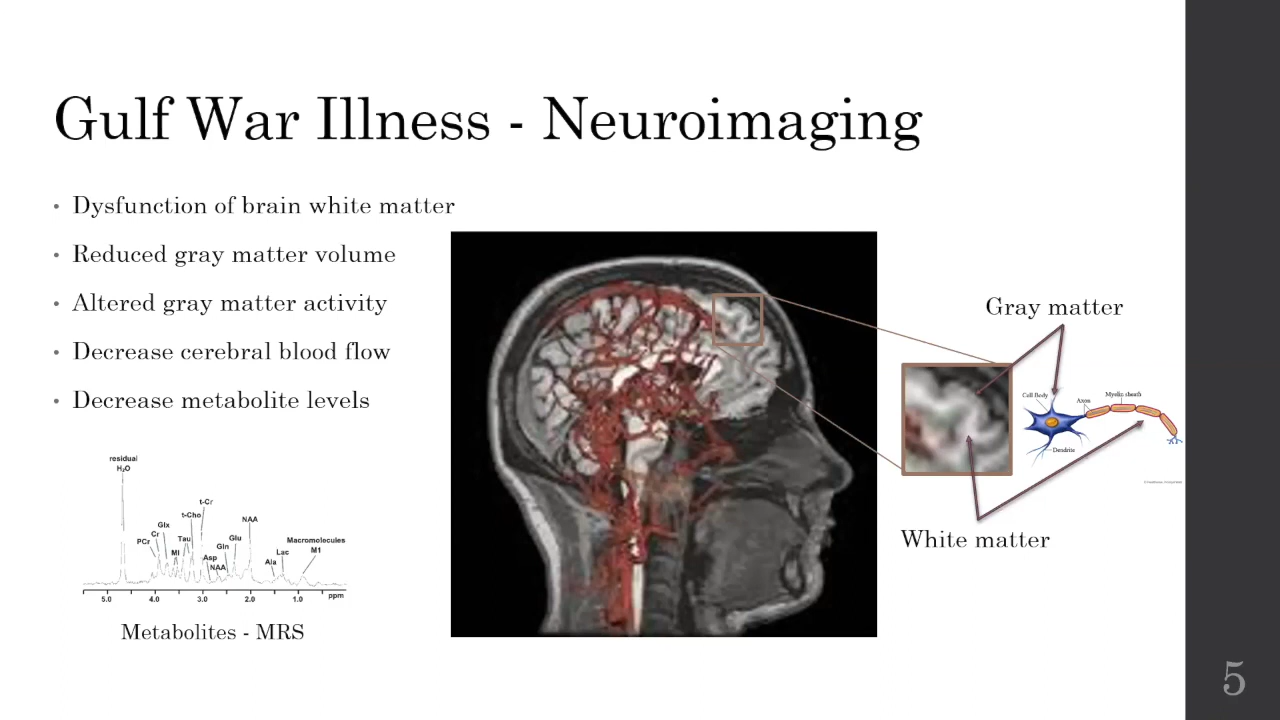 Gulf War Illness - Neuroimaging
• Dysfunction of brain white matter
• Reduced gray matter volume
• Altered gray matter activity
• Decrease cerebral blood flow
• Decrease metabolite levels
Gray matter
Cell Body
Axon
Myelin sheath
Dendrite
White matter
residual
H₂O
PCr
Cr
Glx
MI
Tau
t-Cho
t-Cr
Asp
NAA
Gln
Glu
NAA
Ala
Lac
Macromolecules
M1
5.0 4.0 3.0 2.0 1.0 ppm
Metabolites - MRS
5